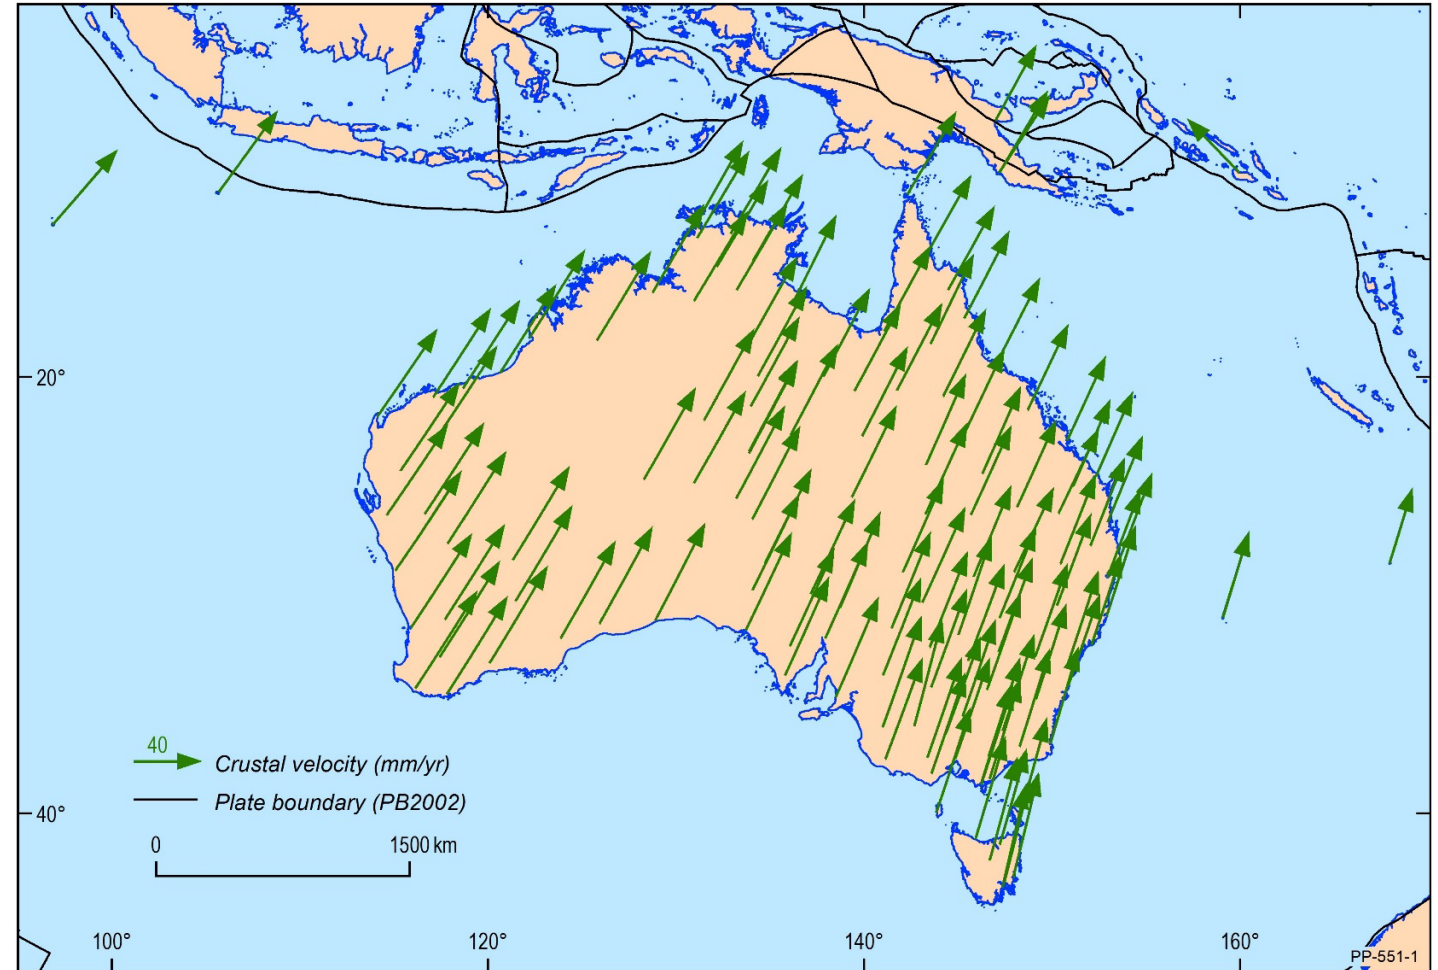 20°
40
Crustal velocity (mm/yr)
Plate boundary (PB2002)
40°
0 1500 km
100° 120° 140° 160°
PP-551-1